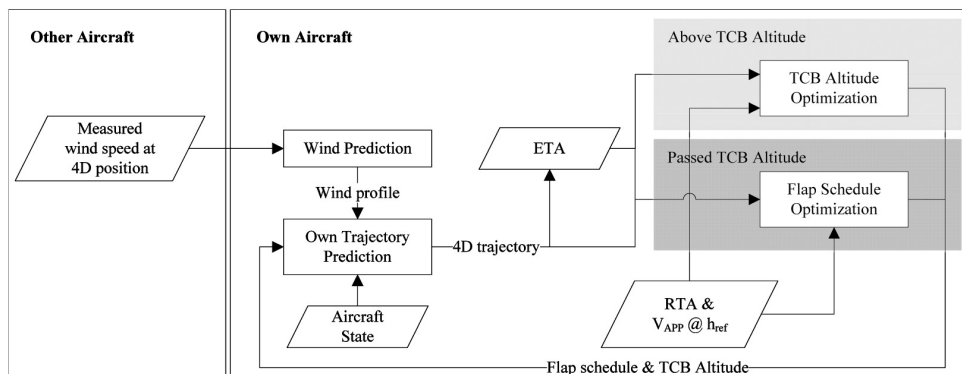 Other Aircraft
Own Aircraft
Above TCB Altitude
TCB Altitude
Optimization
Measured
wind speed at
4D position
Wind Prediction
ETA
Passed TCB Altitude
Wind profile
Flap Schedule
Optimization
Own Trajectory
Prediction
4D trajectory
Aircraft
State
RTA &
VAPP @ href
Flap schedule & TCB Altitude